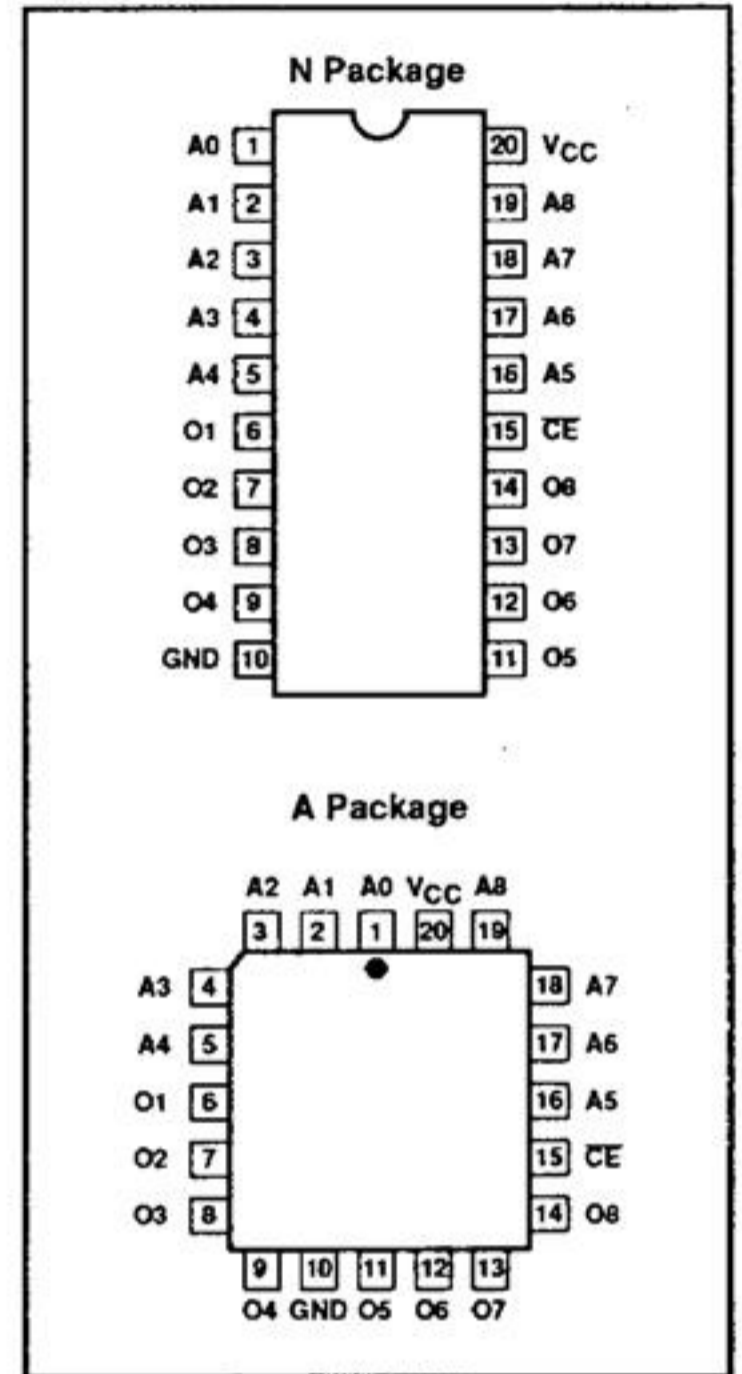 N Package
A0 1 20 VCC
A1 2 19 A8
A2 3 18 A7
A3 4 17 A6
A4 5 16 A5
O1 6 15 C̅E̅
O2 7 14 O8
O3 8 13 O7
O4 9 12 O6
GND 10 11 O5
A Package
A2 A1 A0 VCC A8
3 2 1 20 19
A3 4 18 A7
A4 5 17 A6
O1 6 16 A5
O2 7 15 C̅E̅
O3 8 14 O8
9 10 11 12 13
O4 GND O5 O6 O7